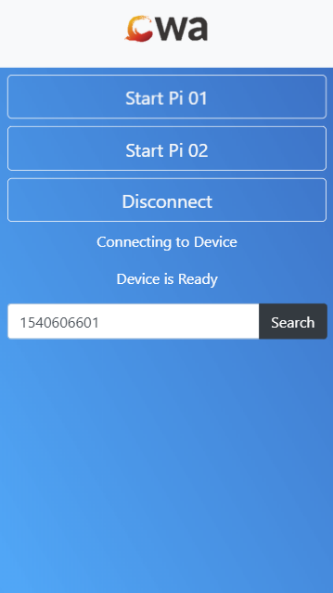 cwa
Start Pi 01
Start Pi 02
Disconnect
Connecting to Device
Device is Ready
1540606601
Search